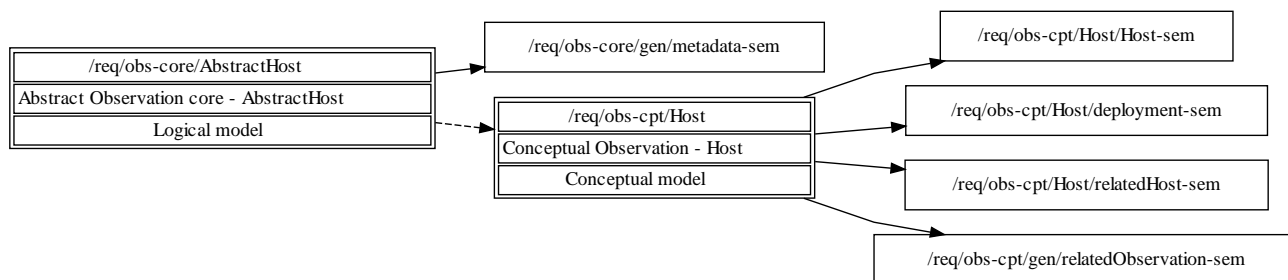 /req/obs-core/AbstractHost
Abstract Observation core - AbstractHost
Logical model
/req/obs-core/gen/metadata-sem
/req/obs-cpt/Host
Conceptual Observation - Host
Conceptual model
/req/obs-cpt/Host/Host-sem
/req/obs-cpt/Host/deployment-sem
/req/obs-cpt/Host/relatedHost-sem
/req/obs-cpt/gen/relatedObservation-sem